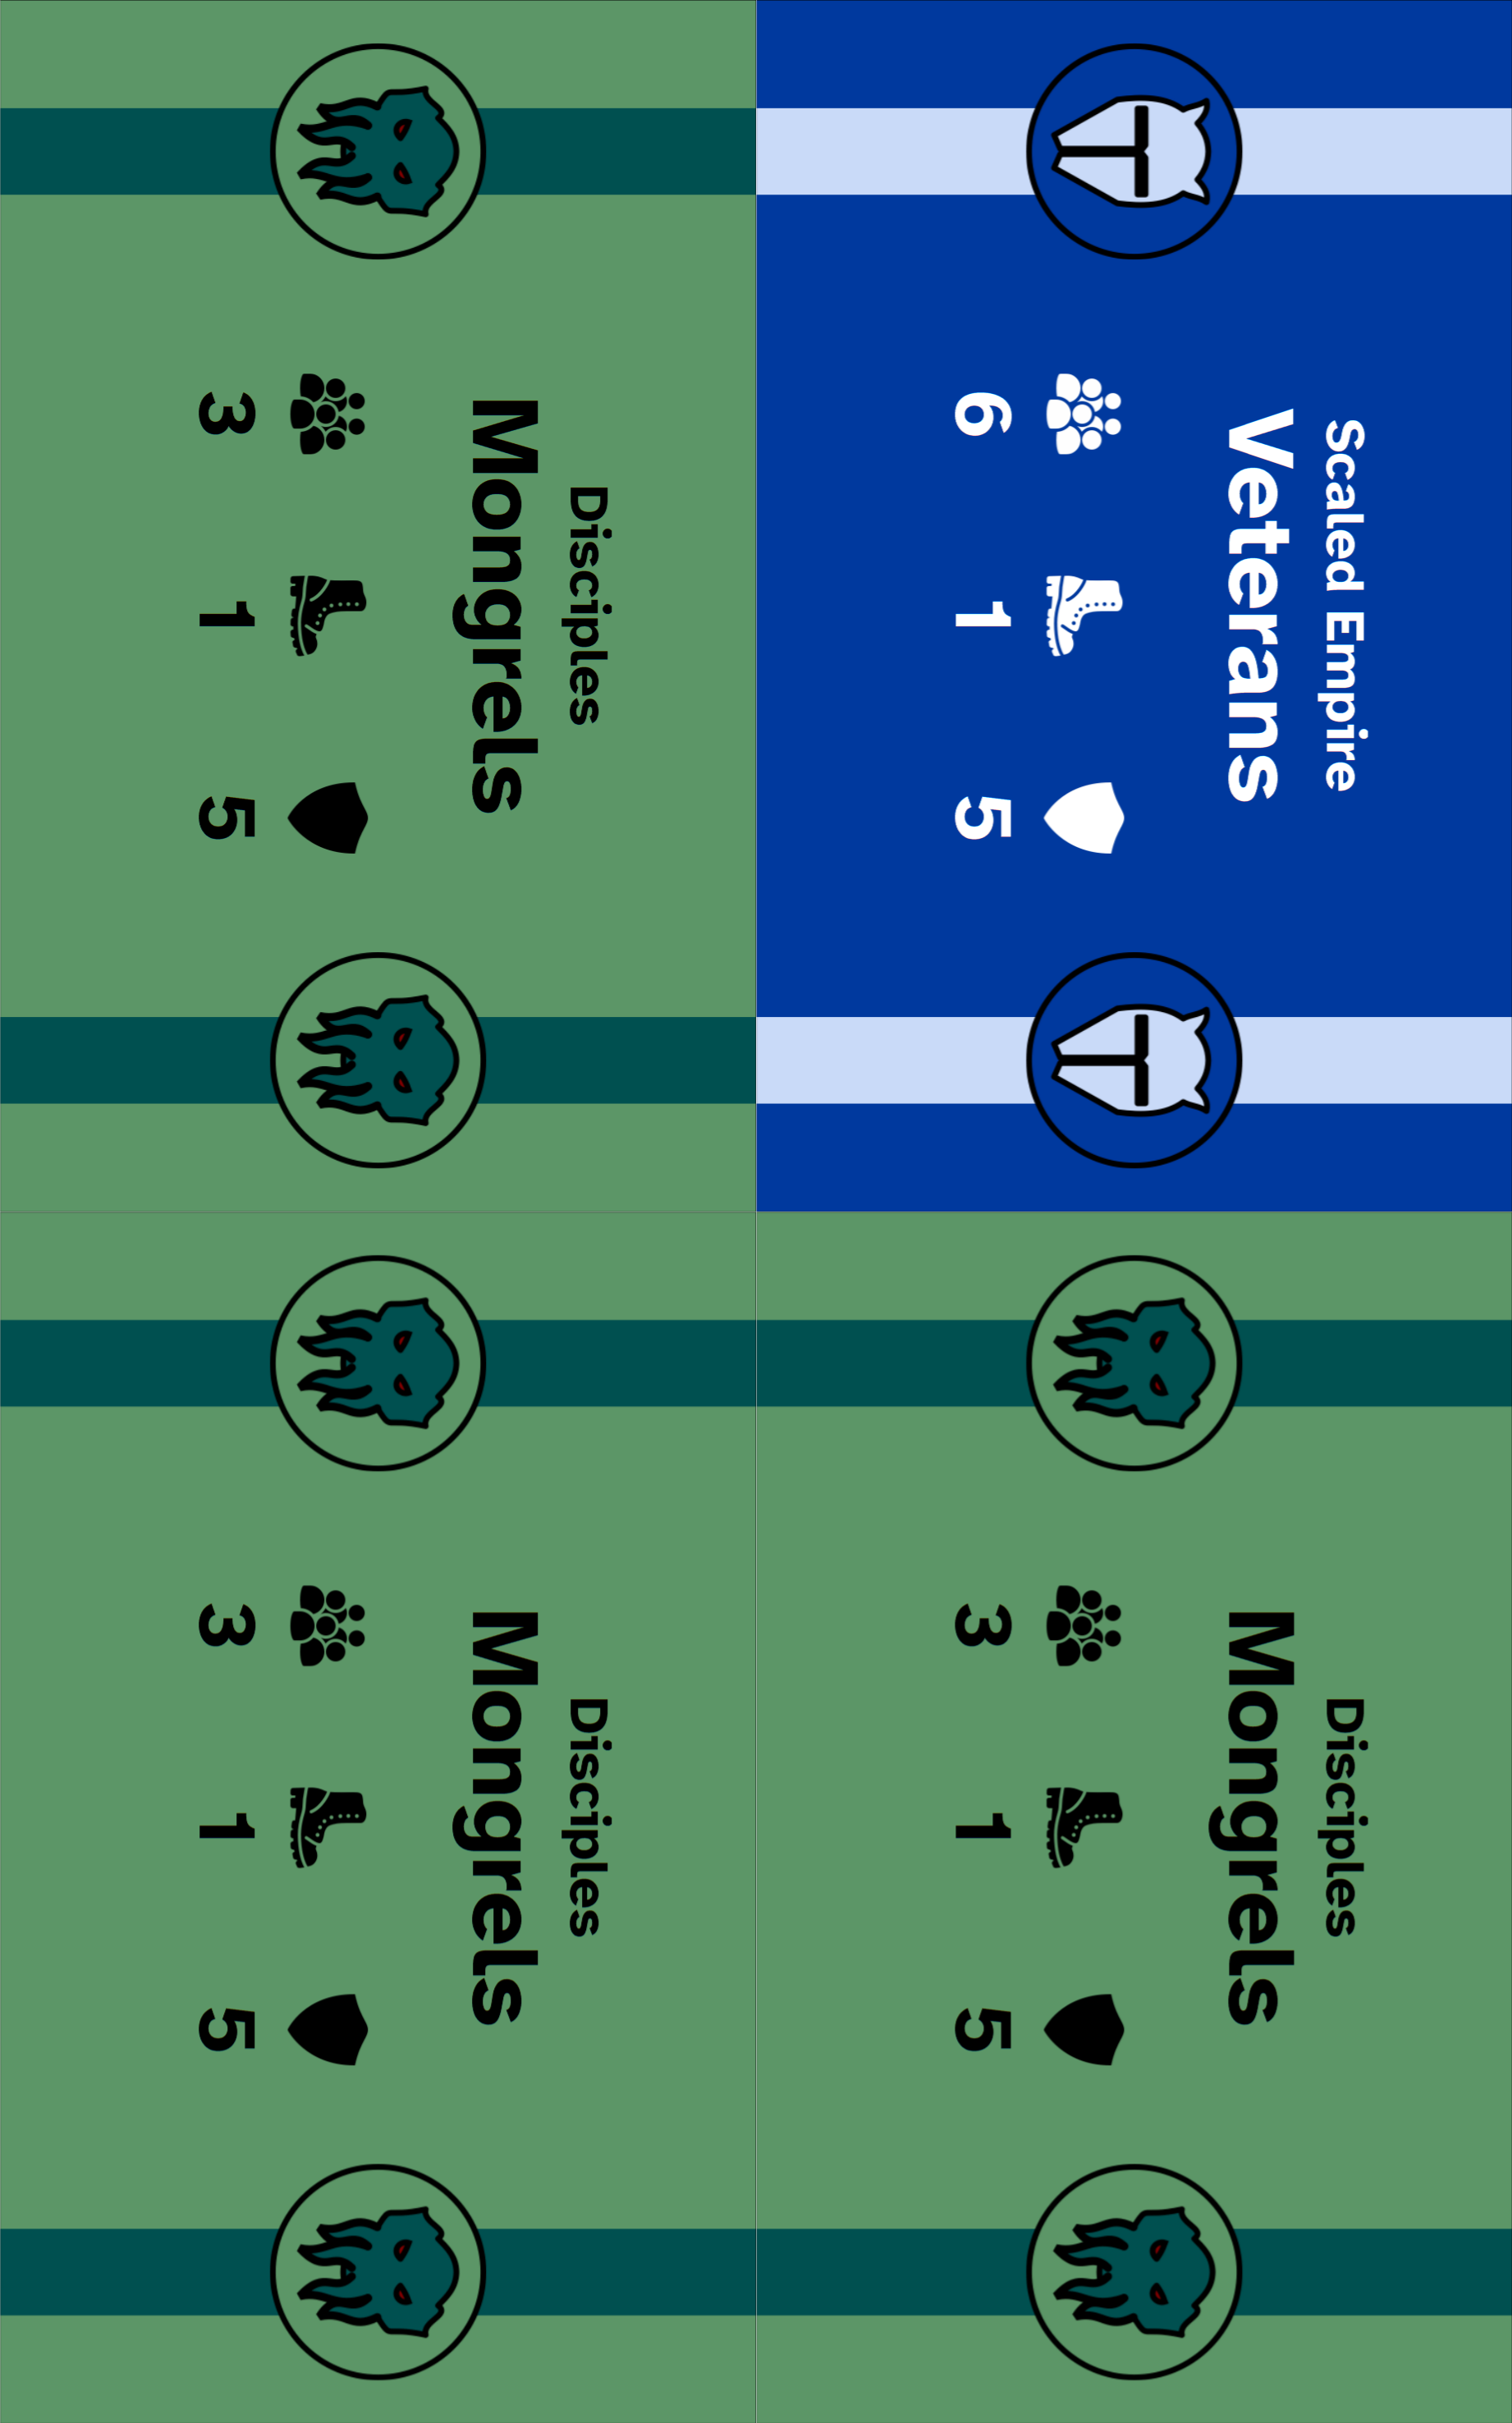 Disciples
Mongrels
3 1 5
Scaled Empire
Veterans
6 1 5
Disciples
Mongrels
3 1 5
Disciples
Mongrels
3 1 5